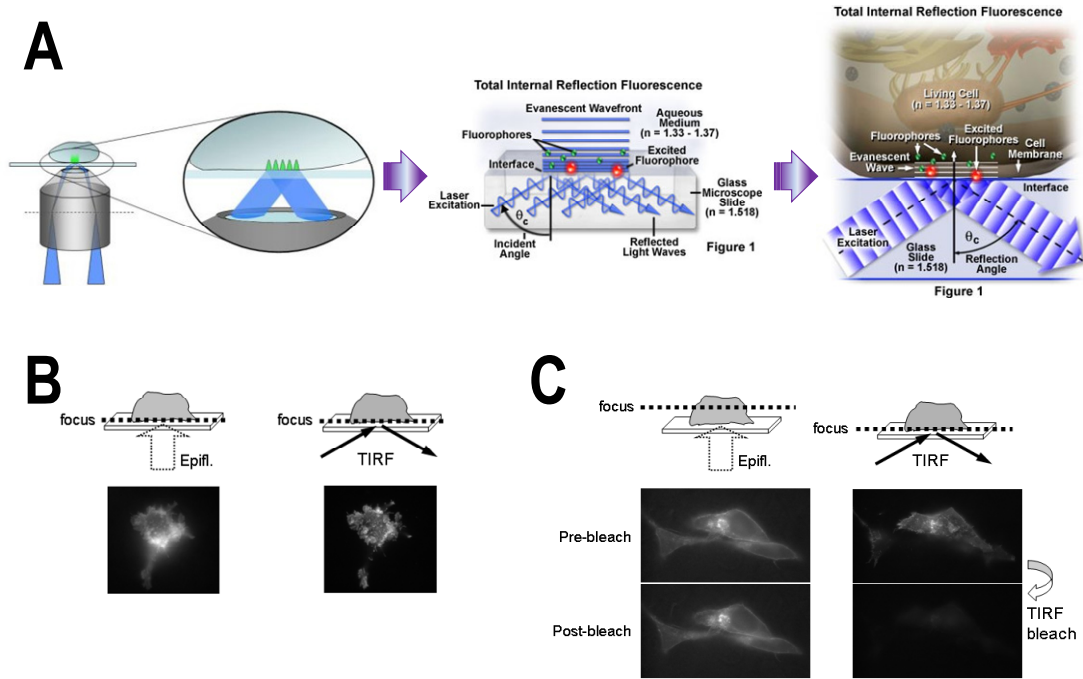 A
Total Internal Reflection Fluorescence
Evanescent Wavefront
Aqueous
Medium
(n = 1.33 - 1.37)
Fluorophores
Excited
Fluorophore
Interface
Laser
Excitation
θc
Glass
Microscope
Slide
(n = 1.518)
Incident
Angle
Reflected
Light Waves
Figure 1
Total Internal Reflection Fluorescence
Living Cell
(n = 1.33 - 1.37)
Fluorophores
Excited
Fluorophores
Cell
Membrane
Evanescent
Wave
Interface
Laser
Excitation
Glass
Slide
(n = 1.518)
θc
Reflection
Angle
Figure 1
B
focus
Epifl.
focus
TIRF
C
focus
Epifl.
focus
TIRF
Pre-bleach
Post-bleach
TIRF
bleach